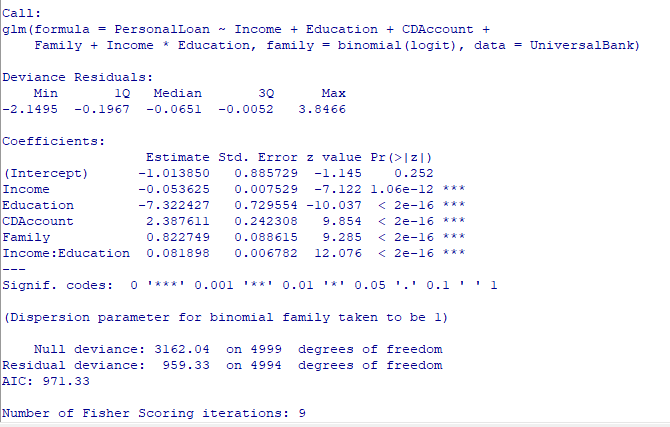 Call:
glm(formula = PersonalLoan ~ Income + Education + CDAccount +
    Family + Income * Education, family = binomial(logit), data = UniversalBank)
Deviance Residuals:
    Min       1Q   Median       3Q      Max
-2.1495  -0.1967  -0.0651  -0.0052   3.8466
Coefficients:
                  Estimate Std. Error z value Pr(>|z|)
(Intercept)      -1.013850   0.885729  -1.145    0.252
Income           -0.053625   0.007529  -7.122 1.06e-12 ***
Education        -7.322427   0.729554 -10.037  < 2e-16 ***
CDAccount         2.387611   0.242308   9.854  < 2e-16 ***
Family            0.822749   0.088615   9.285  < 2e-16 ***
Income:Education  0.081898   0.006782  12.076  < 2e-16 ***
---
Signif. codes:  0 '***' 0.001 '**' 0.01 '*' 0.05 '.' 0.1 ' ' 1
(Dispersion parameter for binomial family taken to be 1)
    Null deviance: 3162.04  on 4999  degrees of freedom
Residual deviance:  959.33  on 4994  degrees of freedom
AIC: 971.33
Number of Fisher Scoring iterations: 9